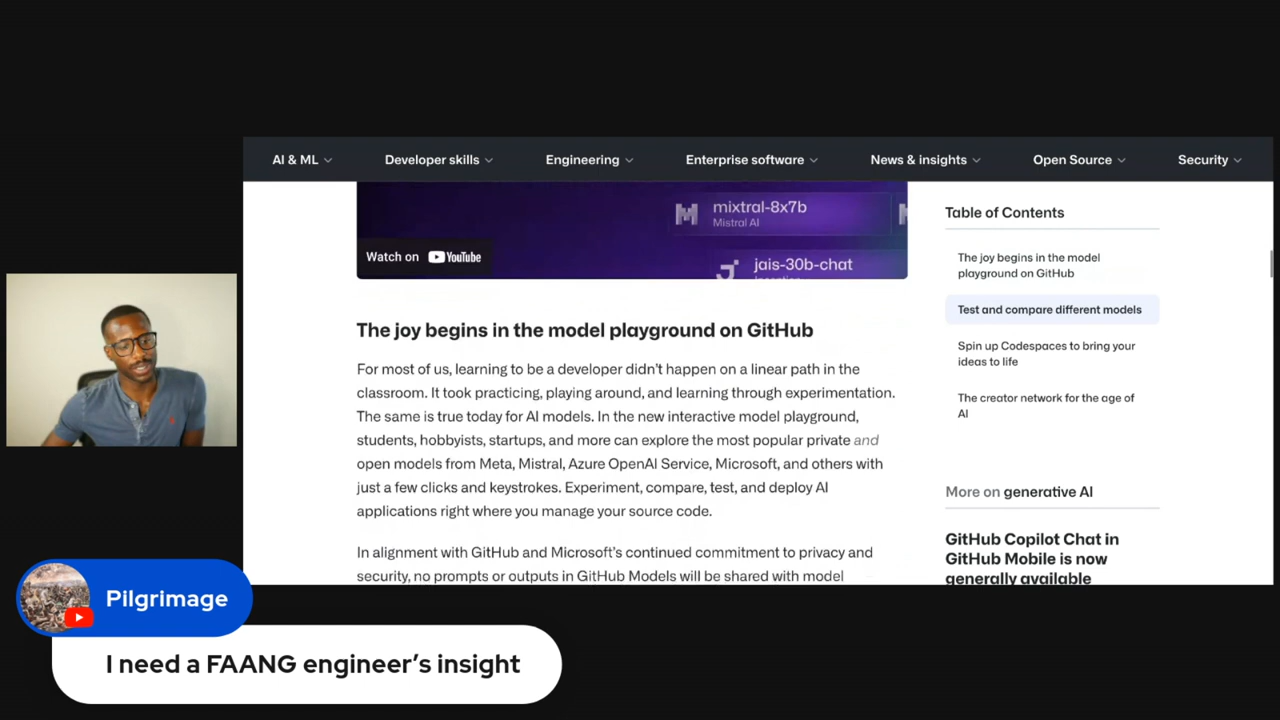 AI & ML
Developer skills
Engineering
Enterprise software
News & insights
Open Source
Security
mixtral-8x7b
Mistral AI
Watch on YouTube
jais-30b-chat
The joy begins in the model playground on GitHub
For most of us, learning to be a developer didn’t happen on a linear path in the
classroom. It took practicing, playing around, and learning through experimentation.
The same is true today for AI models. In the new interactive model playground,
students, hobbyists, startups, and more can explore the most popular private and
open models from Meta, Mistral, Azure OpenAI Service, Microsoft, and others with
just a few clicks and keystrokes. Experiment, compare, test, and deploy AI
applications right where you manage your source code.
In alignment with GitHub and Microsoft’s continued commitment to privacy and
security, no prompts or outputs in GitHub Models will be shared with model
Table of Contents
The joy begins in the model
playground on GitHub
Test and compare different models
Spin up Codespaces to bring your
ideas to life
The creator network for the age of
AI
More on generative AI
GitHub Copilot Chat in
GitHub Mobile is now
generally available
Pilgrimage
I need a FAANG engineer’s insight